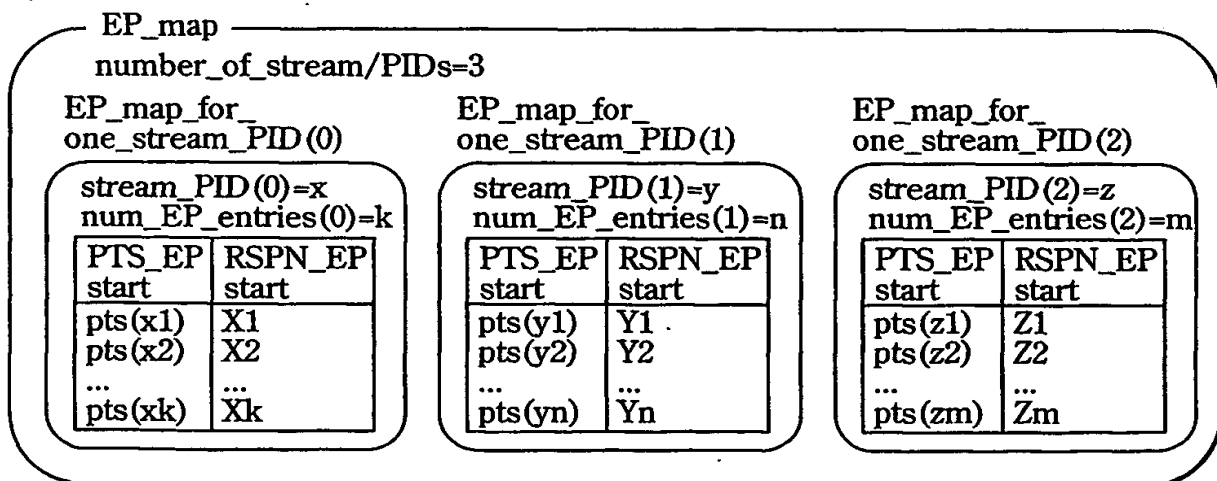 EP_map
number_of_stream/PIDs=3
EP_map_for_
one_stream_PID(0)
stream_PID(0)=x
num_EP_entries(0)=k
PTS_EP RSPN_EP
start start
pts(x1) X1
pts(x2) X2
... ...
pts(xk) Xk
EP_map_for_
one_stream_PID(1)
stream_PID(1)=y
num_EP_entries(1)=n
PTS_EP RSPN_EP
start start
pts(y1) Y1
pts(y2) Y2
... ...
pts(yn) Yn
EP_map_for_
one_stream_PID(2)
stream_PID(2)=z
num_EP_entries(2)=m
PTS_EP RSPN_EP
start start
pts(z1) Z1
pts(z2) Z2
... ...
pts(zm) Zm